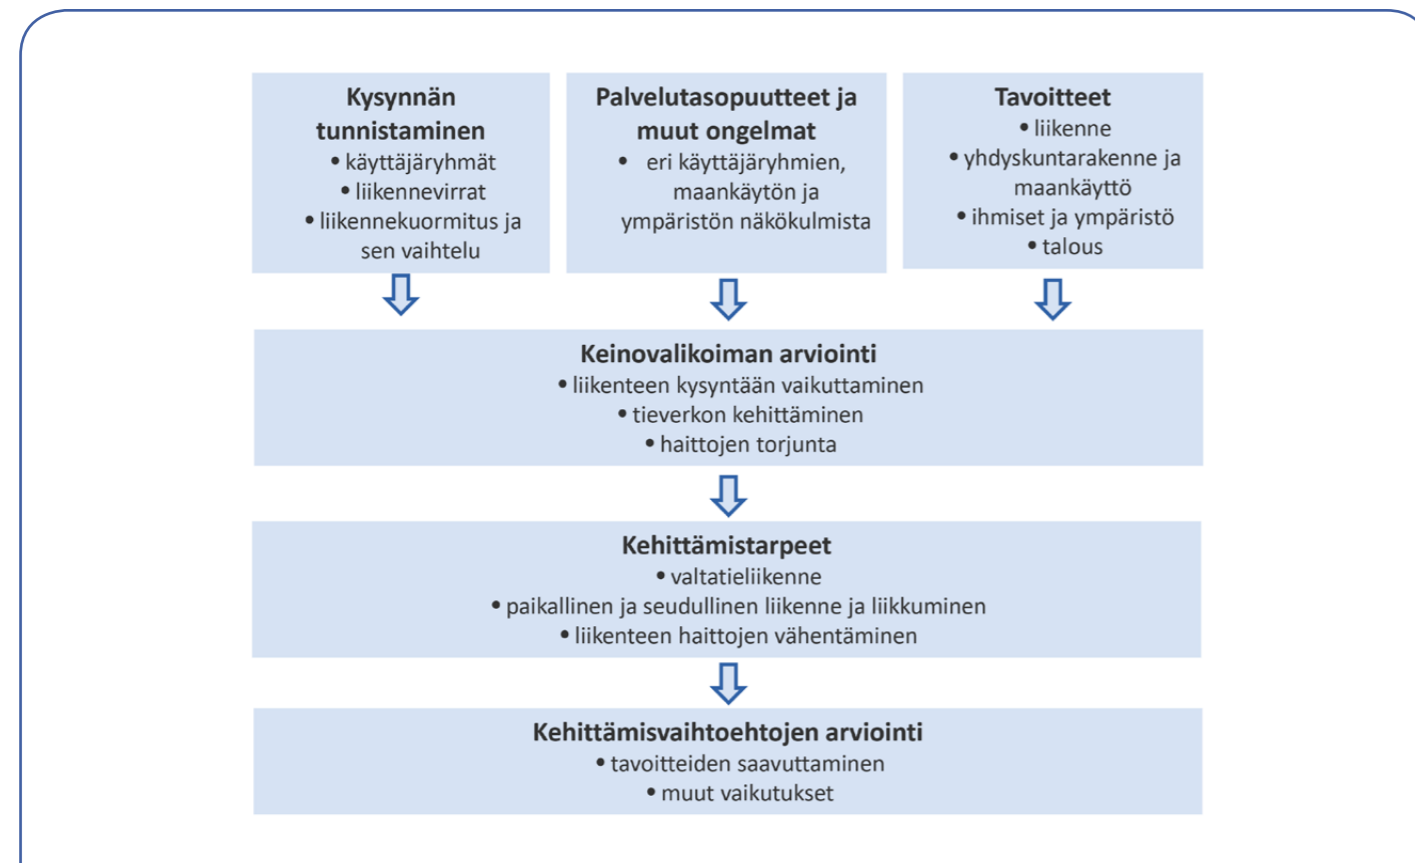 Kysynnän
tunnistaminen
• käyttäjäryhmät
• liikennevirrat
• liikennekuormitus ja
sen vaihtelu
Palvelutasopuutteet ja
muut ongelmat
• eri käyttäjäryhmien,
maankäytön ja
ympäristön näkökulmista
Tavoitteet
• liikenne
• yhdyskuntarakenne ja
maankäyttö
• ihmiset ja ympäristö
• talous
Keinovalikoiman arviointi
• liikenteen kysyntään vaikuttaminen
• tieverkon kehittäminen
• haittojen torjunta
Kehittämistarpeet
• valtatieliikenne
• paikallinen ja seudullinen liikenne ja liikkuminen
• liikenteen haittojen vähentäminen
Kehittämisvaihtoehtojen arviointi
• tavoitteiden saavuttaminen
• muut vaikutukset